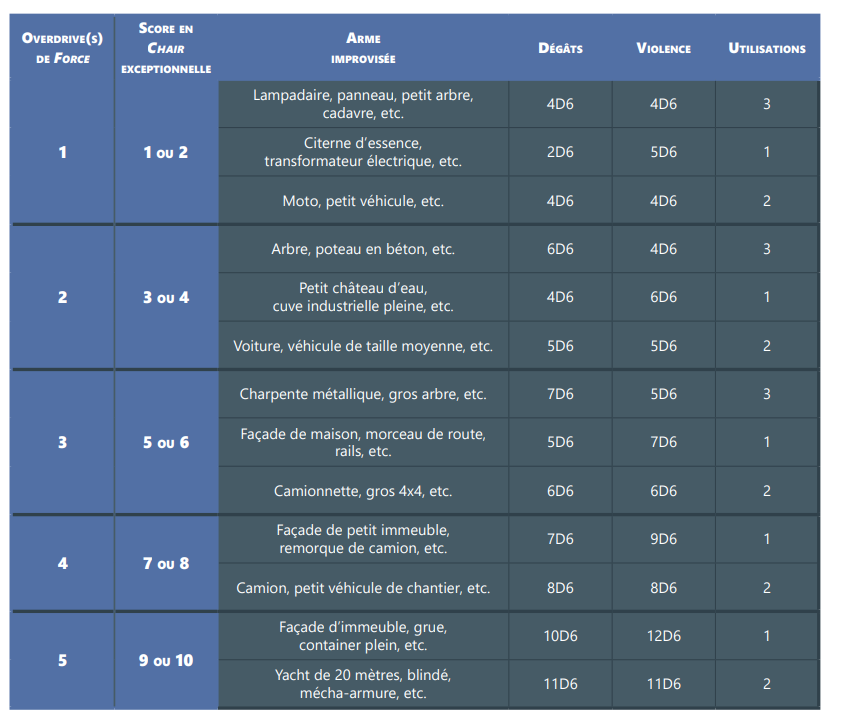 Overdrive(s) de Force
Score en Chair exceptionnelle
Arme improvisée
Dégâts
Violence
Utilisations
1
1 ou 2
Lampadaire, panneau, petit arbre,
cadavre, etc.
4D6
4D6
3
Citerne d’essence,
transformateur électrique, etc.
2D6
5D6
1
Moto, petit véhicule, etc.
4D6
4D6
2
2
3 ou 4
Arbre, poteau en béton, etc.
6D6
4D6
3
Petit château d’eau,
cuve industrielle pleine, etc.
4D6
6D6
1
Voiture, véhicule de taille moyenne, etc.
5D6
5D6
2
3
5 ou 6
Charpente métallique, gros arbre, etc.
7D6
5D6
3
Façade de maison, morceau de route,
rails, etc.
5D6
7D6
1
Camionnette, gros 4x4, etc.
6D6
6D6
2
4
7 ou 8
Façade de petit immeuble,
remorque de camion, etc.
7D6
9D6
1
Camion, petit véhicule de chantier, etc.
8D6
8D6
2
5
9 ou 10
Façade d’immeuble, grue,
container plein, etc.
10D6
12D6
1
Yacht de 20 mètres, blindé,
mécha-armure, etc.
11D6
11D6
2